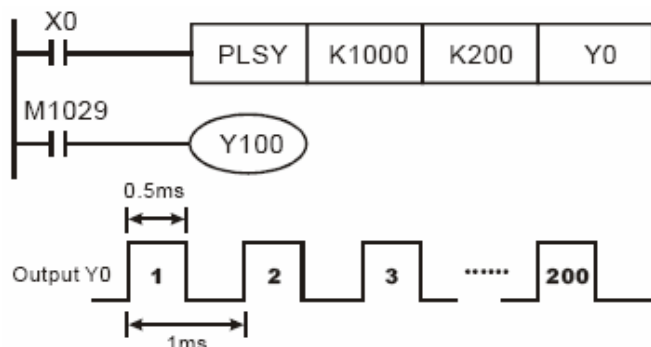 X0
PLSY K1000 K200 Y0
M1029
Y100
0.5ms
Output Y0 1 2 3 ...... 200
1ms